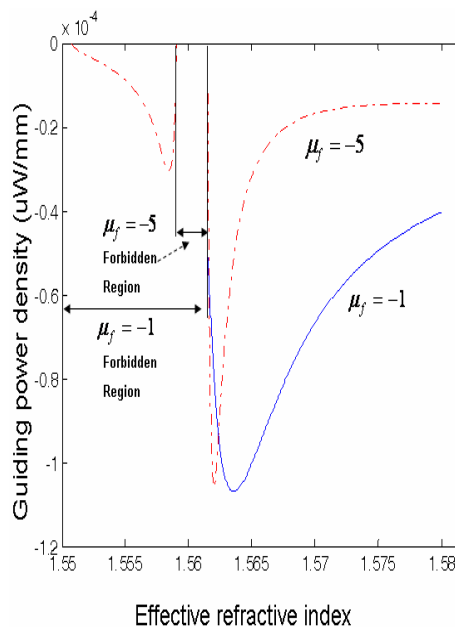 × 10⁻⁴
0
-0.2
-0.4
-0.6
-0.8
-1
-1.2
Guiding power density (uW/mm)
μf = −5
μf = −5
Forbidden
Region
μf = −1
μf = −1
Forbidden
Region
1.55 1.555 1.56 1.565 1.57 1.575 1.58
Effective refractive index